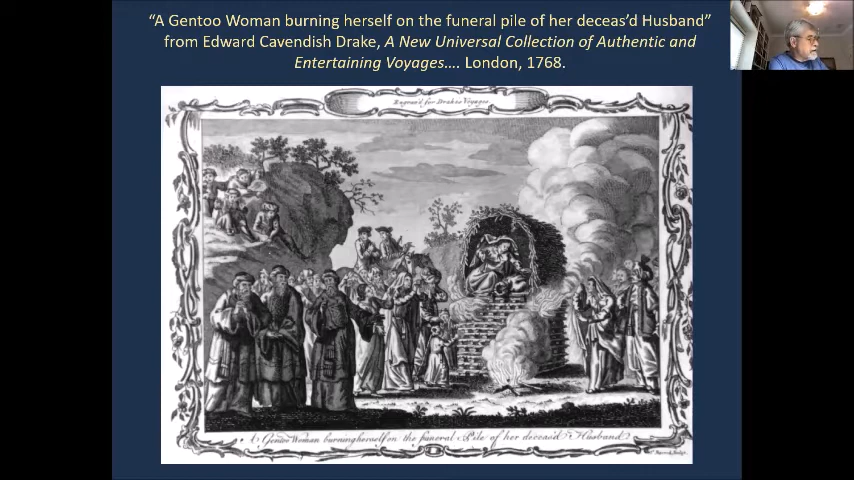 “A Gentoo Woman burning herself on the funeral pile of her deceas’d Husband”
from Edward Cavendish Drake, A New Universal Collection of Authentic and
Entertaining Voyages…. London, 1768.
Engrav'd for Drakes Voyages
A Gentoo Woman burning herself on the funeral Pile of her deceas'd Husband